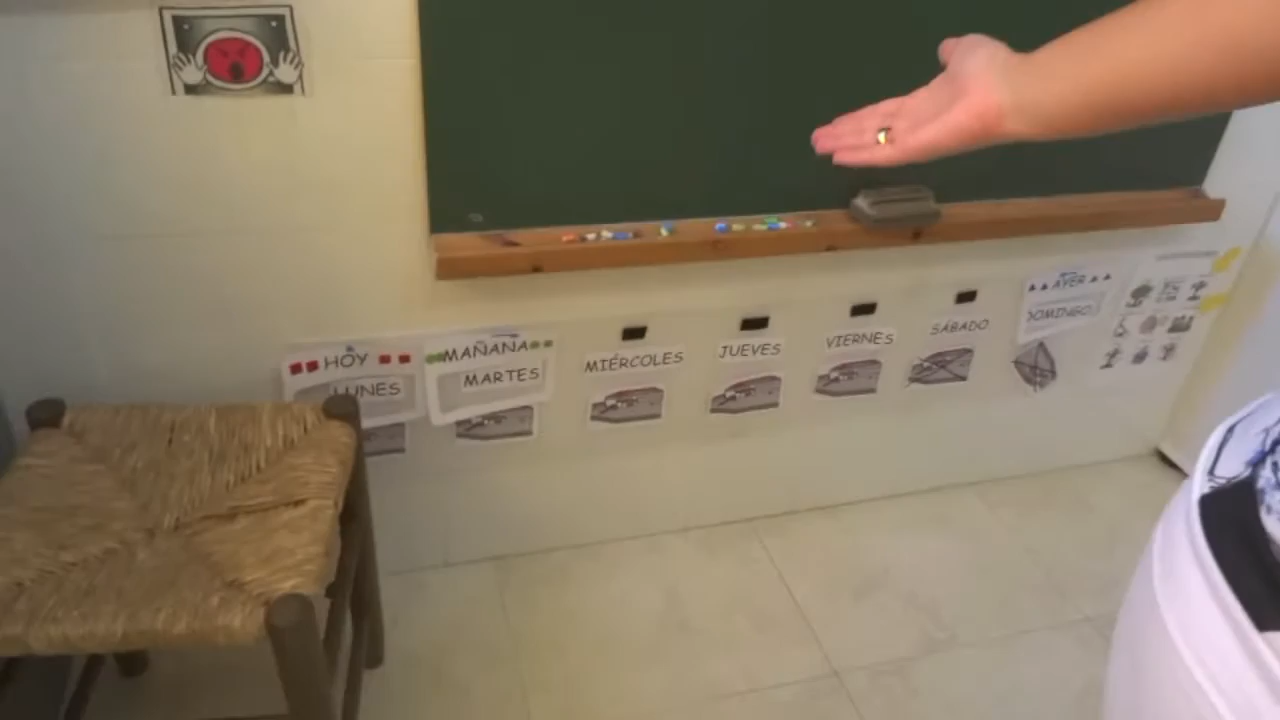 HOY
LUNES
MAÑANA
MARTES
MIÉRCOLES
JUEVES
VIERNES
SÁBADO
AYER
DOMINGO